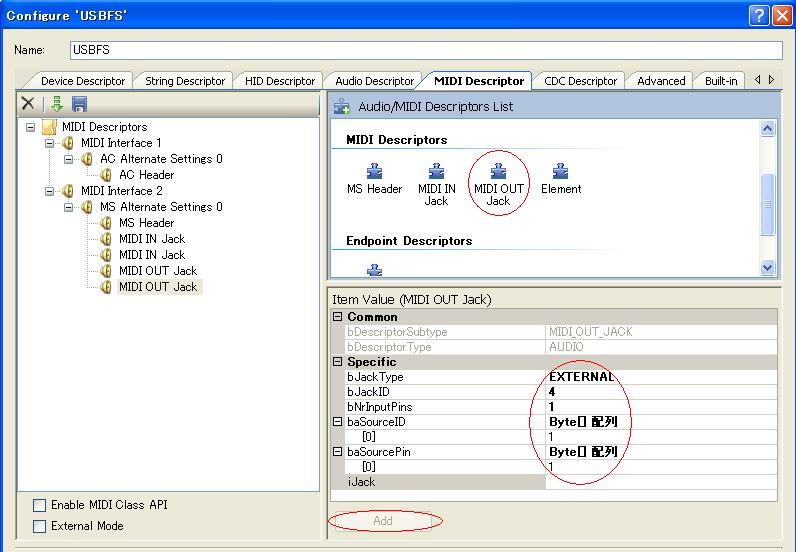 Configure 'USBFS'
Name:
USBFS
Device Descriptor
String Descriptor
HID Descriptor
Audio Descriptor
MIDI Descriptor
CDC Descriptor
Advanced
Built-in
MIDI Descriptors
MIDI Interface 1
AC Alternate Settings 0
AC Header
MIDI Interface 2
MS Alternate Settings 0
MS Header
MIDI IN Jack
MIDI IN Jack
MIDI OUT Jack
MIDI OUT Jack
Enable MIDI Class API
External Mode
Audio/MIDI Descriptors List
MIDI Descriptors
MS Header
MIDI IN
Jack
MIDI OUT
Jack
Element
Endpoint Descriptors
Item Value (MIDI OUT Jack)
Common
bDescriptorSubtype MIDI_OUT_JACK
bDescriptorType AUDIO
Specific
bJackType EXTERNAL
bJackID 4
bNrInputPins 1
baSourceID Byte[] 配列
[0] 1
baSourcePin Byte[] 配列
[0] 1
iJack
Add